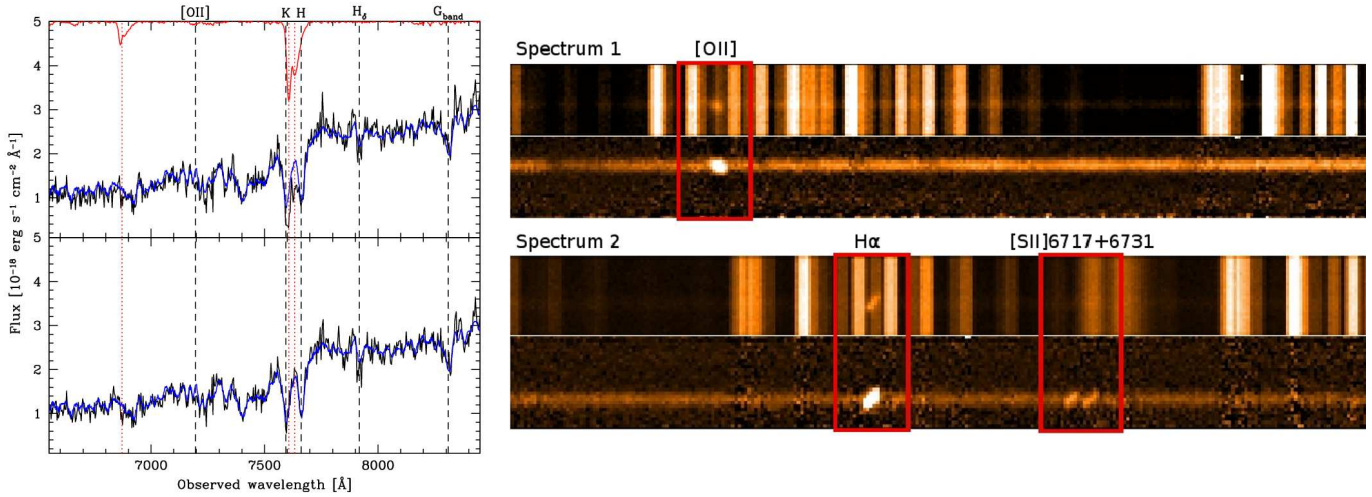 [OII] K H Hδ Gband
5
4
3
2
1
5
4
3
2
1
7000 7500 8000
Observed wavelength [Å]
Flux [10⁻¹⁸ erg s⁻¹ cm⁻² Å⁻¹]
Spectrum 1 [OII]
Spectrum 2 Hα [SII]6717+6731